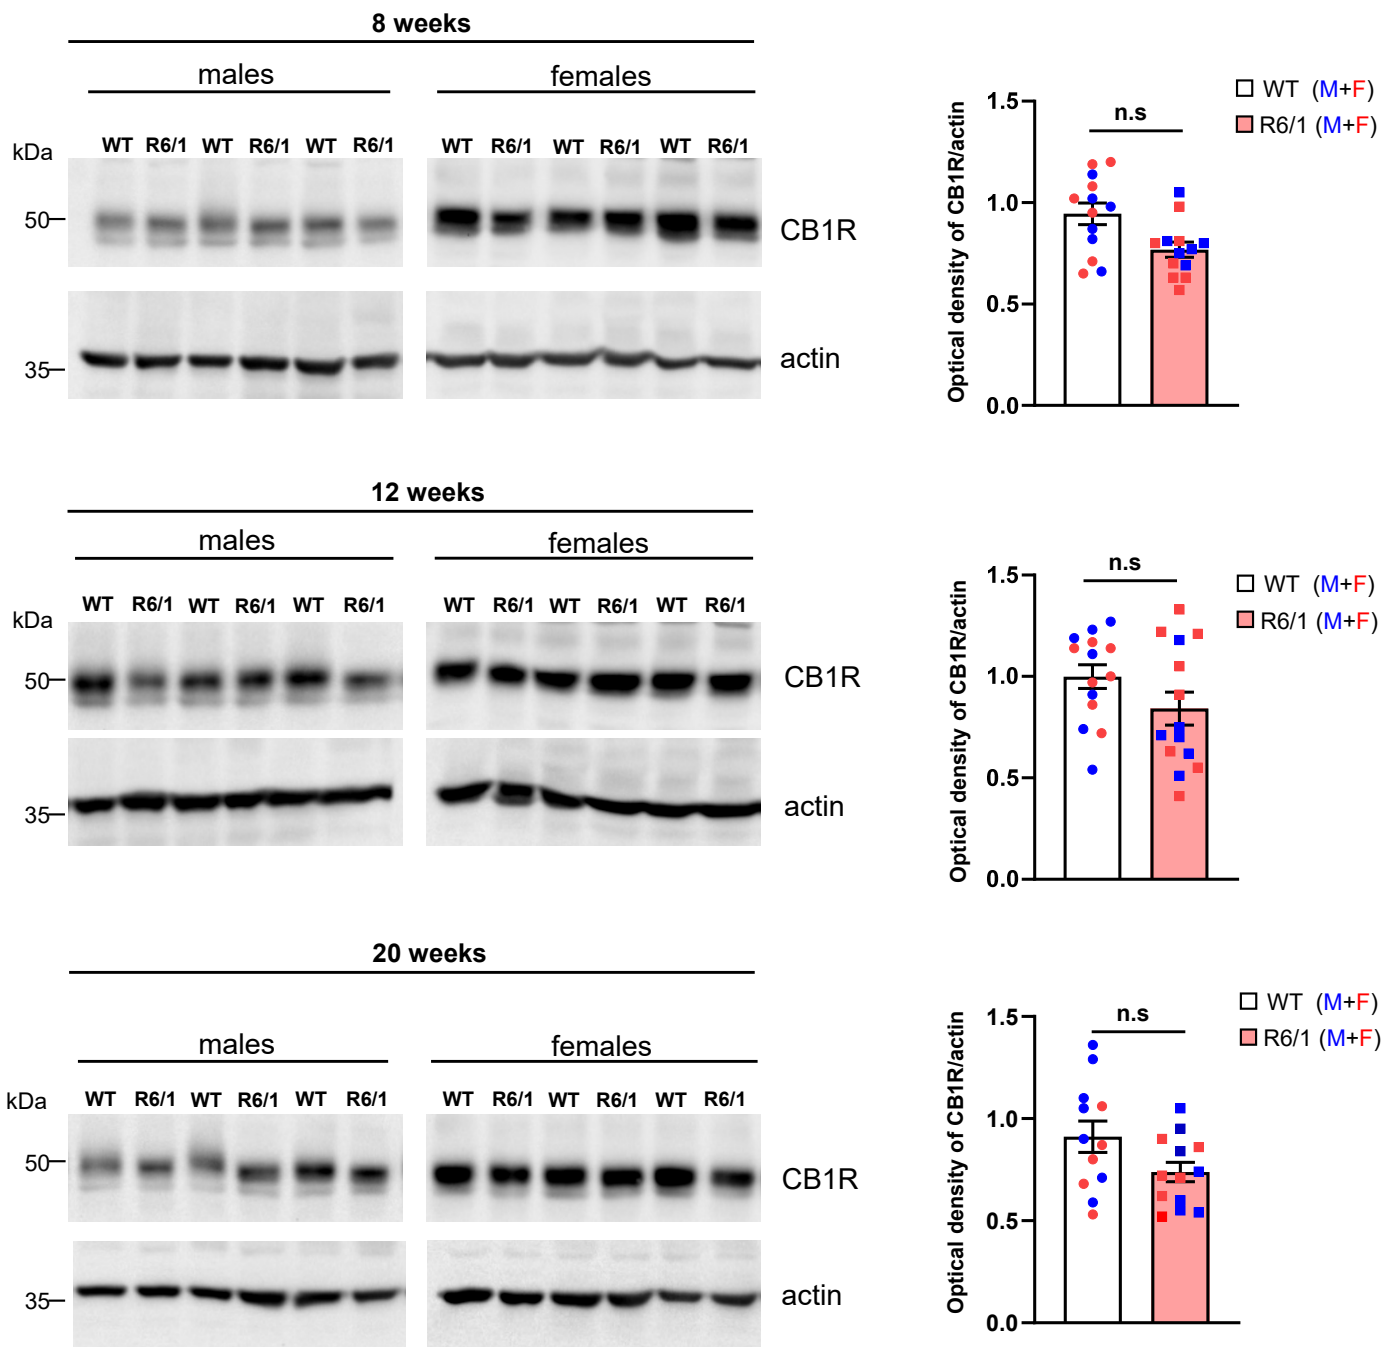 8 weeks
males
females
WT R6/1 WT R6/1 WT R6/1
WT R6/1 WT R6/1 WT R6/1
kDa
50
CB1R
35
actin
1.5
1.0
0.5
0.0
Optical density of CB1R/actin
n.s
WT (M+F)
R6/1 (M+F)
12 weeks
males
females
WT R6/1 WT R6/1 WT R6/1
WT R6/1 WT R6/1 WT R6/1
kDa
50
CB1R
35
actin
1.5
1.0
0.5
0.0
Optical density of CB1R/actin
n.s
WT (M+F)
R6/1 (M+F)
20 weeks
males
females
WT R6/1 WT R6/1 WT R6/1
WT R6/1 WT R6/1 WT R6/1
kDa
50
CB1R
35
actin
1.5
1.0
0.5
0.0
Optical density of CB1R/actin
n.s
WT (M+F)
R6/1 (M+F)